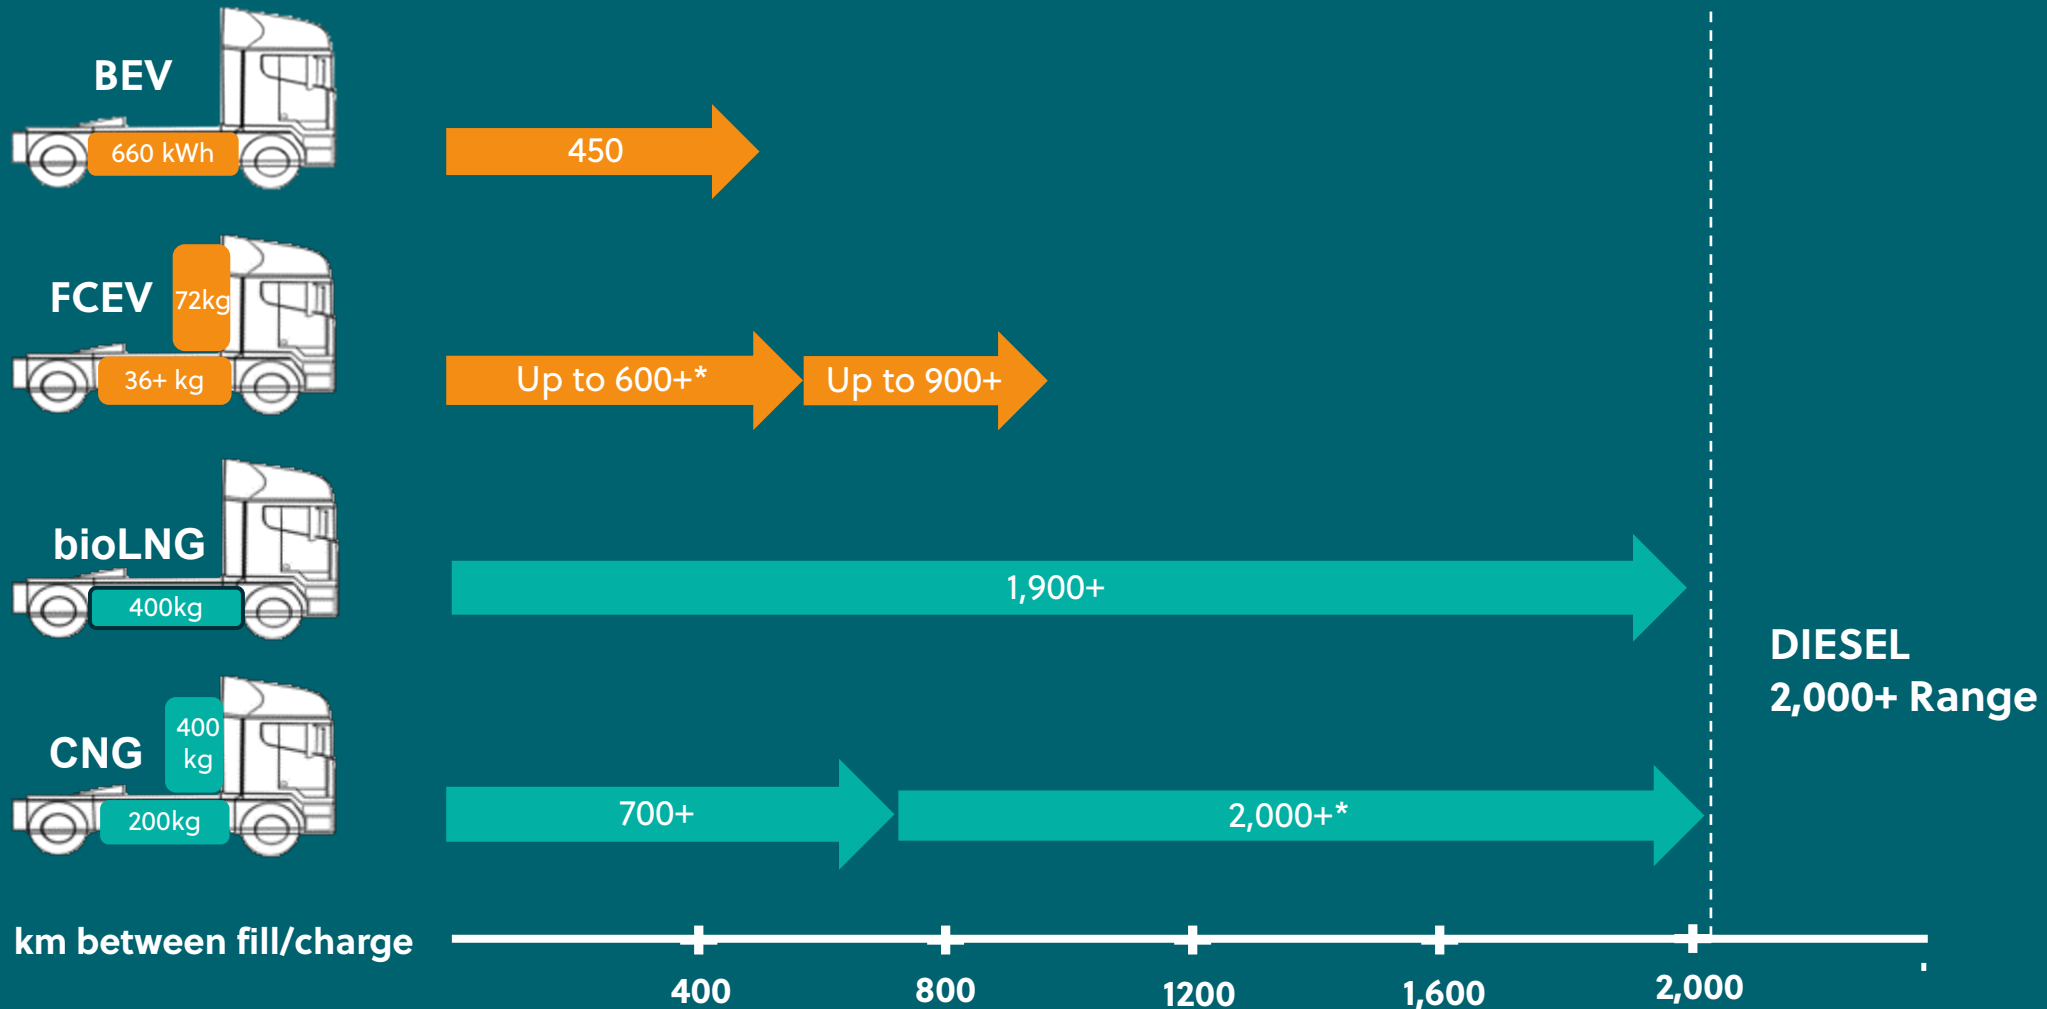 BEV
660 kWh
450
FCEV
72kg
36+ kg
Up to 600+*
Up to 900+
bioLNG
400kg
1,900+
DIESEL
2,000+ Range
CNG
400
kg
200kg
700+
2,000+*
km between fill/charge
400
800
1200
1,600
2,000